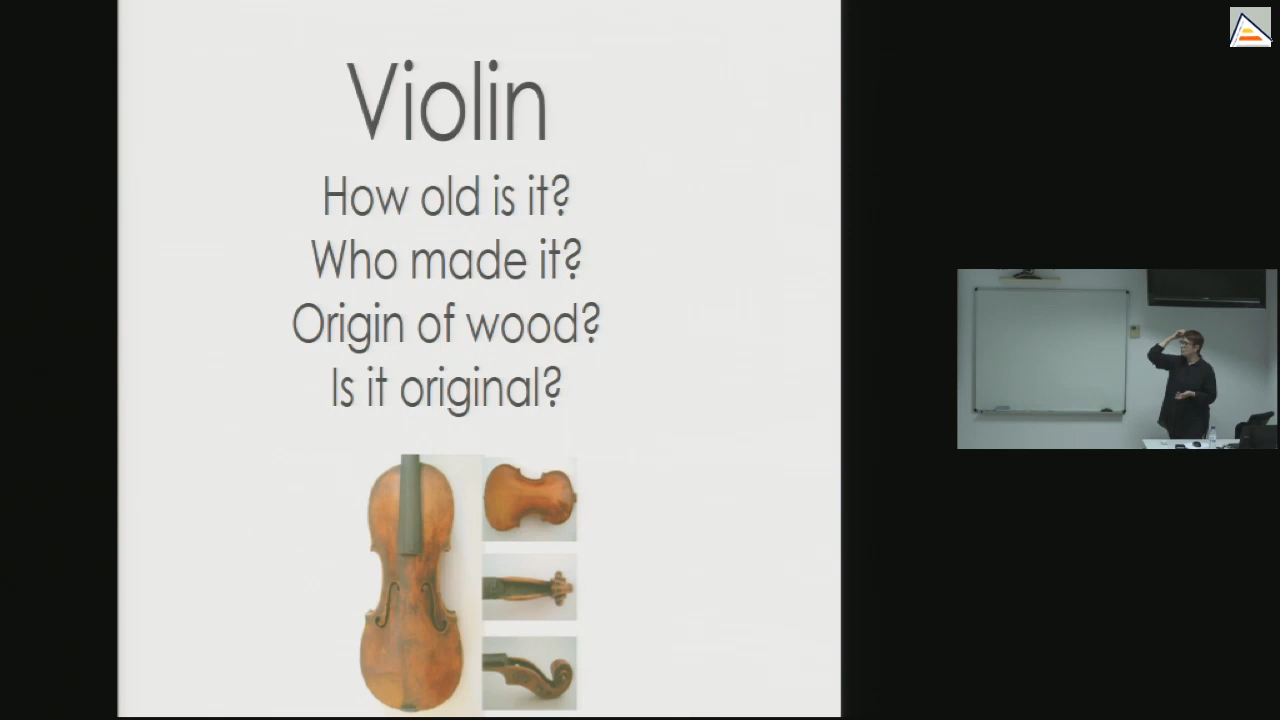 Violin
How old is it?
Who made it?
Origin of wood?
Is it original?